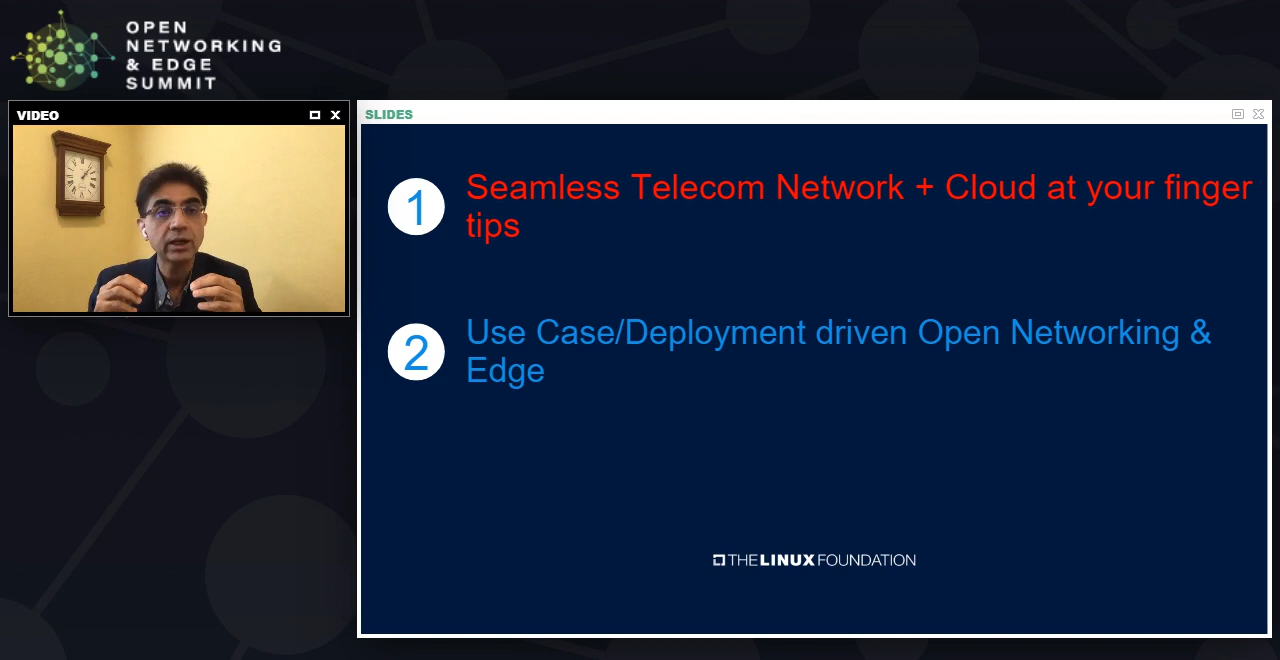 OPEN
NETWORKING
& EDGE
SUMMIT
VIDEO
SLIDES
1
Seamless Telecom Network + Cloud at your finger
tips
2
Use Case/Deployment driven Open Networking &
Edge
THE LINUX FOUNDATION